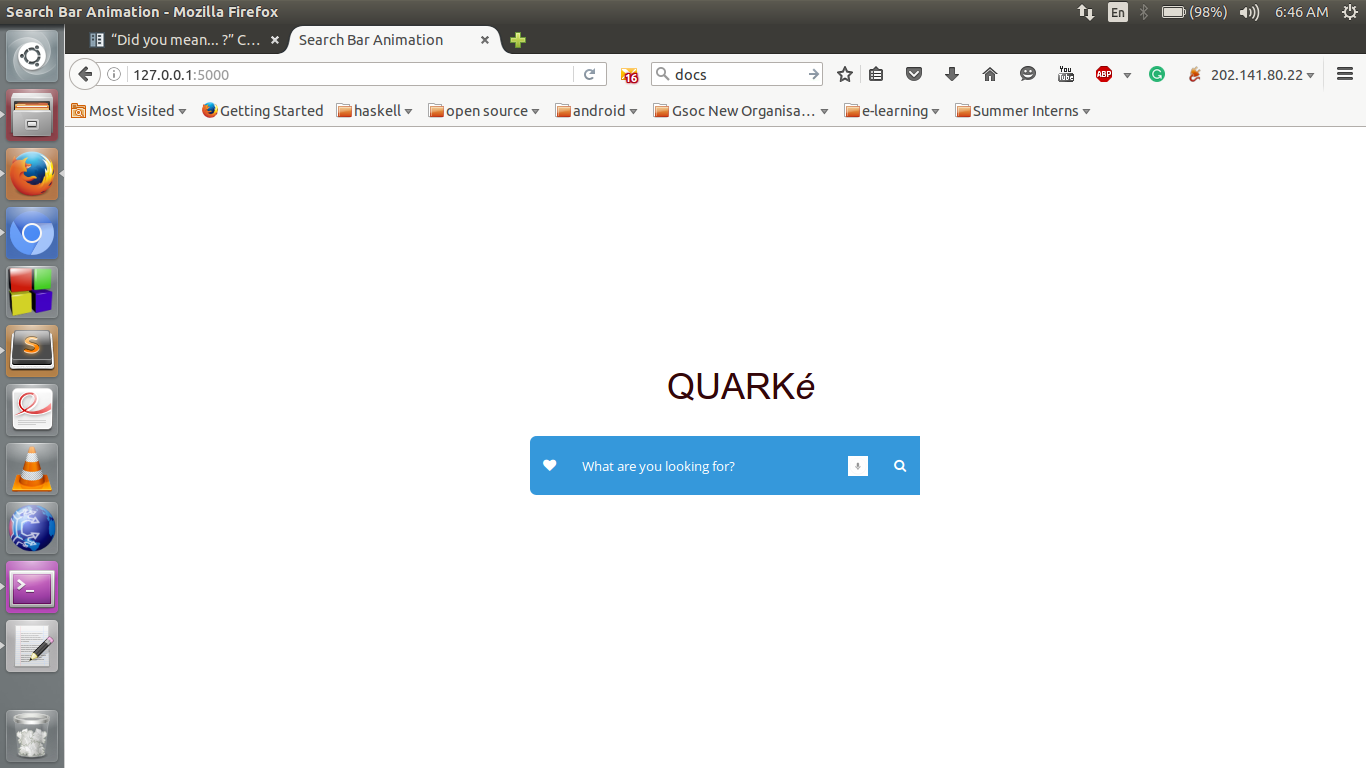 Search Bar Animation - Mozilla Firefox
En
(98%)
6:46 AM
“Did you mean... ?” C...
Search Bar Animation
127.0.0.1:5000
16
docs
You
Tube
ABP
202.141.80.22
Most Visited
Getting Started
haskell
open source
android
Gsoc New Organisa...
e-learning
Summer Interns
S
QUARKé
What are you looking for?
>_